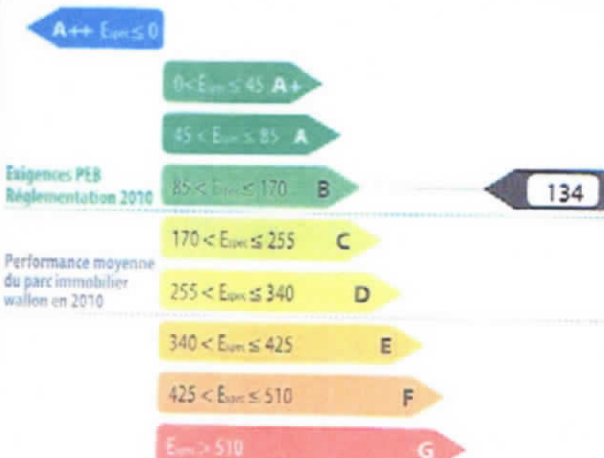 A++ Espec ≤ 0
0 < Espec ≤ 45 A+
45 < Espec ≤ 85 A
Exigences PEB
Réglementation 2010
85 < Espec ≤ 170 B
134
170 < Espec ≤ 255 C
Performance moyenne
du parc immobilier
wallon en 2010
255 < Espec ≤ 340 D
340 < Espec ≤ 425 E
425 < Espec ≤ 510 F
Espec > 510 G